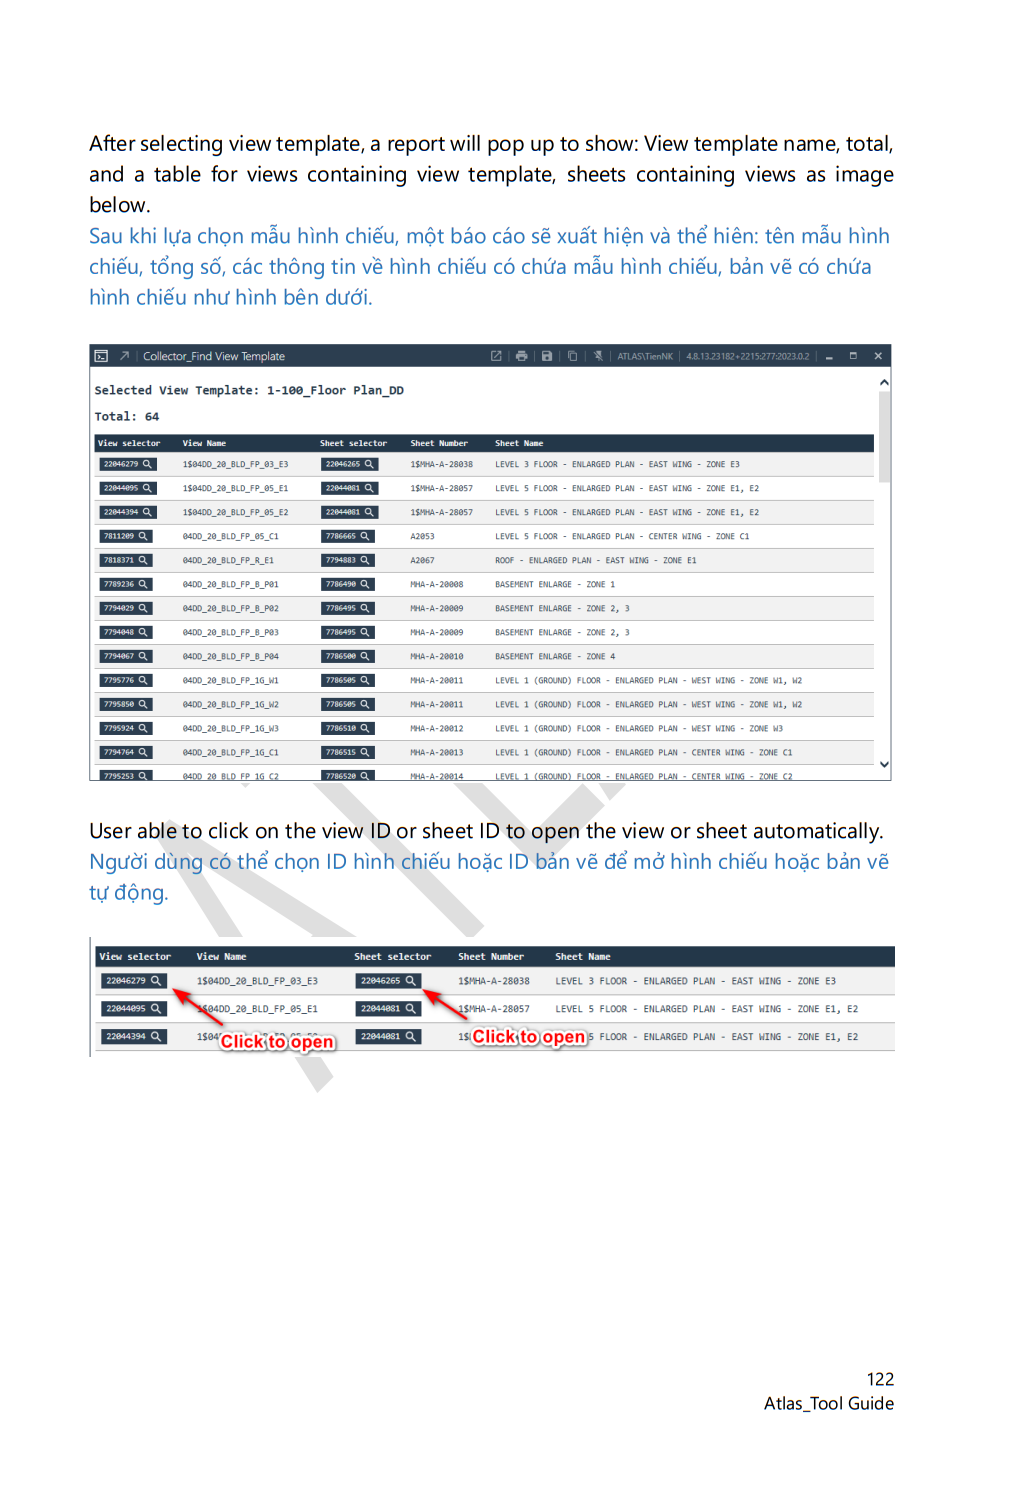 After selecting view template, a report will pop up to show: View template name, total,
and a table for views containing view template, sheets containing views as image
below.
Sau khi lựa chọn mẫu hình chiếu, một báo cáo sẽ xuất hiện và thể hiên: tên mẫu hình
chiếu, tổng số, các thông tin về hình chiếu có chứa mẫu hình chiếu, bản vẽ có chứa
hình chiếu như hình bên dưới.
Collector_Find View Template ATLAS\TienNK 4.8.13.23182+2215:277:2023.0.2
Selected View Template: 1-100_Floor Plan_DD
Total: 64
View selector View Name Sheet selector Sheet Number Sheet Name
22046279 1$04DD_20_BLD_FP_03_E3 22046265 1$MHA-A-28038 LEVEL 3 FLOOR - ENLARGED PLAN - EAST WING - ZONE E3
22044095 1$04DD_20_BLD_FP_05_E1 22044081 1$MHA-A-28057 LEVEL 5 FLOOR - ENLARGED PLAN - EAST WING - ZONE E1, E2
22044394 1$04DD_20_BLD_FP_05_E2 22044081 1$MHA-A-28057 LEVEL 5 FLOOR - ENLARGED PLAN - EAST WING - ZONE E1, E2
7811209 04DD_20_BLD_FP_05_C1 7786665 A2053 LEVEL 5 FLOOR - ENLARGED PLAN - CENTER WING - ZONE C1
7818371 04DD_20_BLD_FP_R_E1 7794883 A2067 ROOF - ENLARGED PLAN - EAST WING - ZONE E1
7789236 04DD_20_BLD_FP_B_P01 7786490 MHA-A-20008 BASEMENT ENLARGE - ZONE 1
7794029 04DD_20_BLD_FP_B_P02 7786495 MHA-A-20009 BASEMENT ENLARGE - ZONE 2, 3
7794048 04DD_20_BLD_FP_B_P03 7786495 MHA-A-20009 BASEMENT ENLARGE - ZONE 2, 3
7794067 04DD_20_BLD_FP_B_P04 7786500 MHA-A-20010 BASEMENT ENLARGE - ZONE 4
7795776 04DD_20_BLD_FP_1G_W1 7786505 MHA-A-20011 LEVEL 1 (GROUND) FLOOR - ENLARGED PLAN - WEST WING - ZONE W1, W2
7795850 04DD_20_BLD_FP_1G_W2 7786505 MHA-A-20011 LEVEL 1 (GROUND) FLOOR - ENLARGED PLAN - WEST WING - ZONE W1, W2
7795924 04DD_20_BLD_FP_1G_W3 7786510 MHA-A-20012 LEVEL 1 (GROUND) FLOOR - ENLARGED PLAN - WEST WING - ZONE W3
7794764 04DD_20_BLD_FP_1G_C1 7786515 MHA-A-20013 LEVEL 1 (GROUND) FLOOR - ENLARGED PLAN - CENTER WING - ZONE C1
7795253 04DD_20_BLD_FP_1G_C2 7786520 MHA-A-20014 LEVEL 1 (GROUND) FLOOR - ENLARGED PLAN - CENTER WING - ZONE C2
User able to click on the view ID or sheet ID to open the view or sheet automatically.
Người dùng có thể chọn ID hình chiếu hoặc ID bản vẽ để mở hình chiếu hoặc bản vẽ
tự động.
View selector View Name Sheet selector Sheet Number Sheet Name
22046279 1$04DD_20_BLD_FP_03_E3 22046265 1$MHA-A-28038 LEVEL 3 FLOOR - ENLARGED PLAN - EAST WING - ZONE E3
22044095 1$04DD_20_BLD_FP_05_E1 22044081 1$MHA-A-28057 LEVEL 5 FLOOR - ENLARGED PLAN - EAST WING - ZONE E1, E2
22044394 1$04 Click to open 22044081 Click to open 5 FLOOR - ENLARGED PLAN - EAST WING - ZONE E1, E2
122
Atlas_Tool Guide